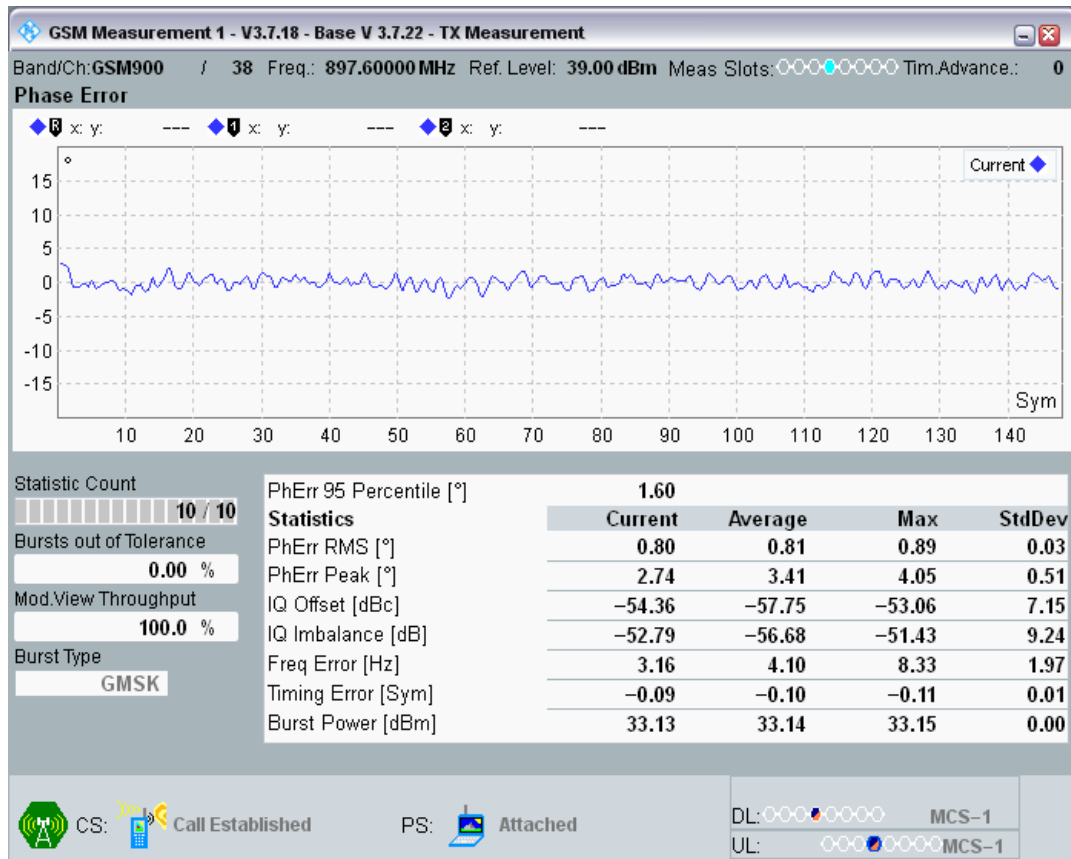 GSM Measurement 1 - V3.7.18 - Base V 3.7.22 - TX Measurement
Band/Ch:GSM900 / 38 Freq.: 897.60000 MHz Ref. Level: 39.00 dBm Meas Slots: Tim.Advance.: 0
Phase Error
R x: y: --- 1 x: y: --- 2 x: y: ---
° Current
15
10
5
0
-5
-10
-15
Sym
10 20 30 40 50 60 70 80 90 100 110 120 130 140
Statistic Count
10 / 10
Bursts out of Tolerance
0.00 %
Mod.View Throughput
100.0 %
Burst Type
GMSK
PhErr 95 Percentile [°] 1.60
Statistics Current Average Max StdDev
PhErr RMS [°] 0.80 0.81 0.89 0.03
PhErr Peak [°] 2.74 3.41 4.05 0.51
IQ Offset [dBc] −54.36 −57.75 −53.06 7.15
IQ Imbalance [dB] −52.79 −56.68 −51.43 9.24
Freq Error [Hz] 3.16 4.10 8.33 1.97
Timing Error [Sym] −0.09 −0.10 −0.11 0.01
Burst Power [dBm] 33.13 33.14 33.15 0.00
CS: Call Established PS: Attached
DL: MCS−1
UL: MCS−1